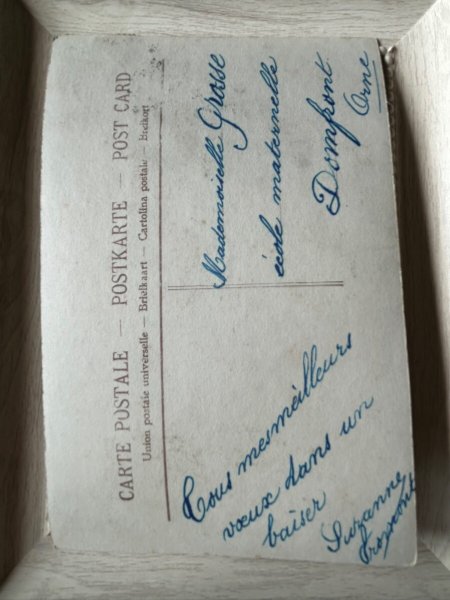 CARTE POSTALE — POSTKARTE — POST CARD
Union postale universelle — Briefkaart — Cartolina postale — Brefkort
Tous mes meilleurs
vœux dans un
baiser
Suzanne
Mademoiselle Grosse
école maternelle
Domfront
Orne